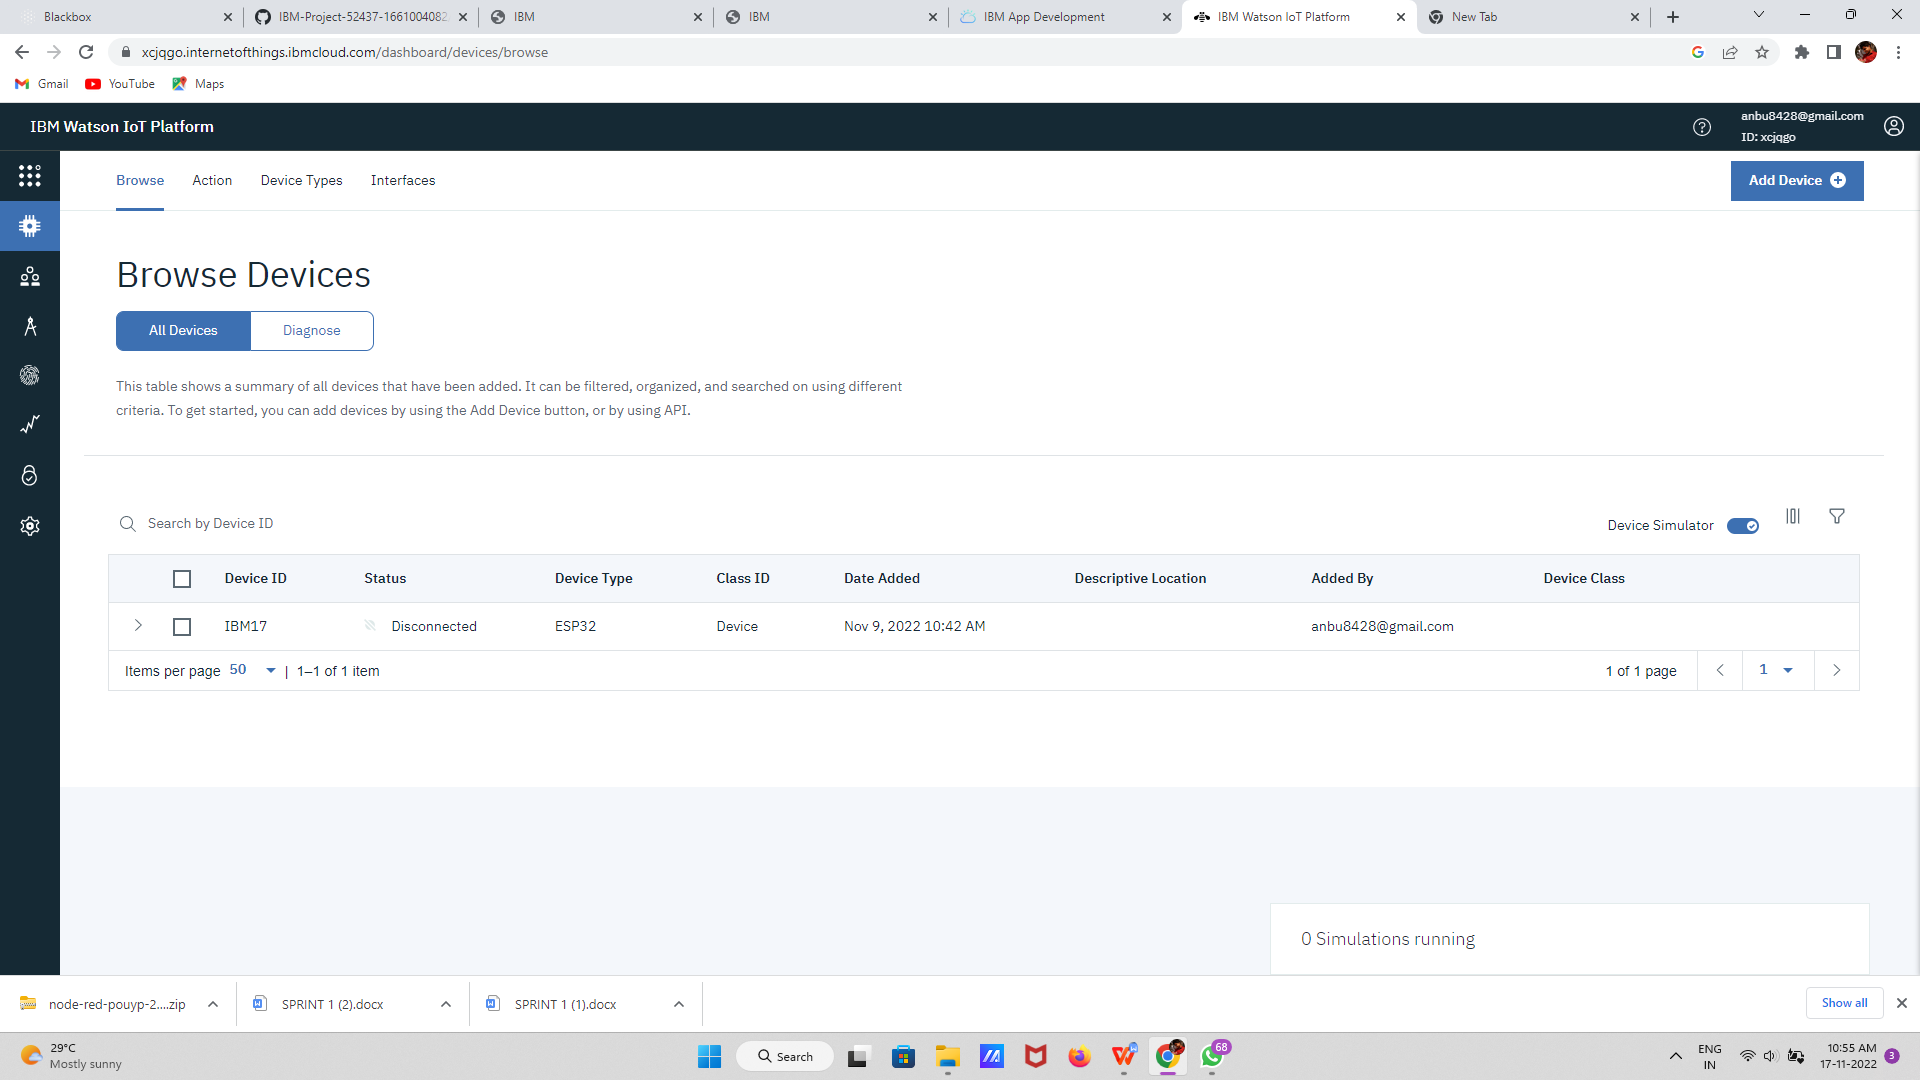 Blackbox
IBM-Project-52437-1661004082
IBM
IBM
IBM App Development
IBM Watson IoT Platform
New Tab
xcjqgo.internetofthings.ibmcloud.com/dashboard/devices/browse
Gmail
YouTube
Maps
IBM Watson IoT Platform
anbu8428@gmail.com
ID: xcjqgo
Browse
Action
Device Types
Interfaces
Add Device
Browse Devices
All Devices
Diagnose
This table shows a summary of all devices that have been added. It can be filtered, organized, and searched on using different
criteria. To get started, you can add devices by using the Add Device button, or by using API.
Search by Device ID
Device Simulator
Device ID Status Device Type Class ID Date Added Descriptive Location Added By Device Class
IBM17 Disconnected ESP32 Device Nov 9, 2022 10:42 AM anbu8428@gmail.com
Items per page 50 | 1–1 of 1 item
1 of 1 page
1
0 Simulations running
node-red-pouyp-2....zip
SPRINT 1 (2).docx
SPRINT 1 (1).docx
Show all
29°C
Mostly sunny
Search
68
ENG
IN
10:55 AM
17-11-2022
3